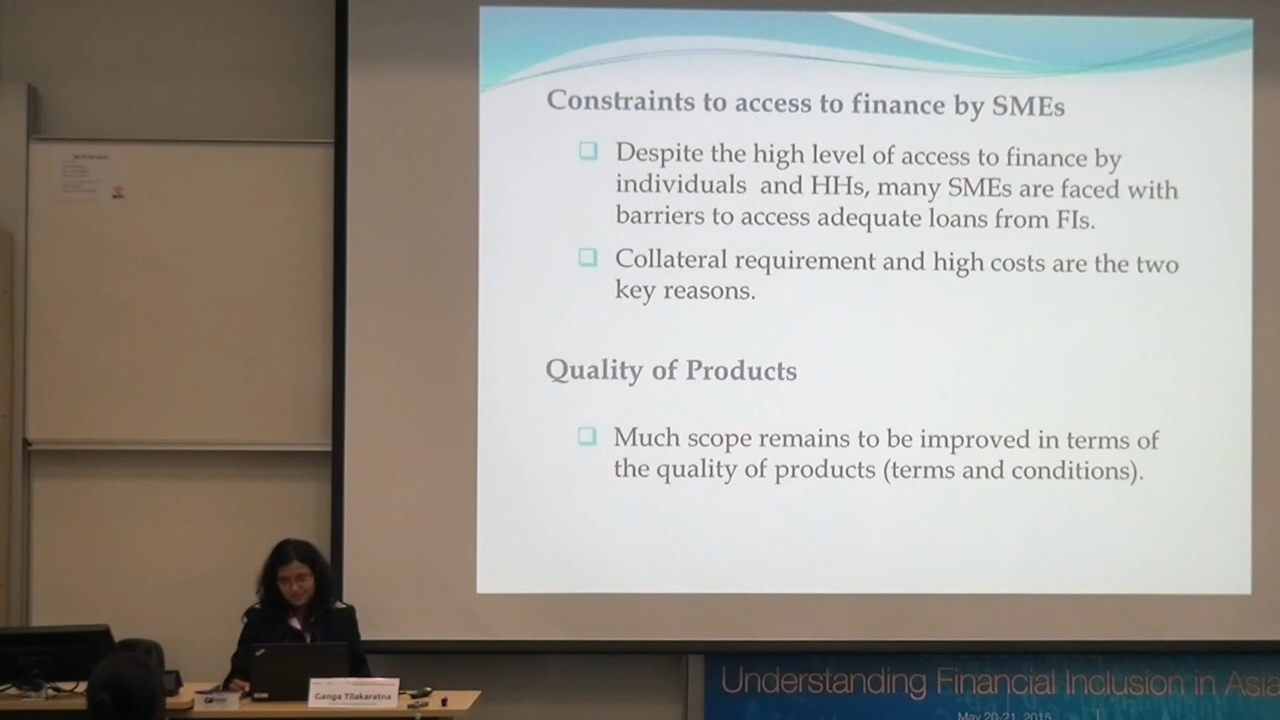 Constraints to access to finance by SMEs
Despite the high level of access to finance by
individuals and HHs, many SMEs are faced with
barriers to access adequate loans from FIs.
Collateral requirement and high costs are the two
key reasons.
Quality of Products
Much scope remains to be improved in terms of
the quality of products (terms and conditions).
Ganga Tilakaratna
Understanding Financial Inclusion in Asia
May 20-21, 2015